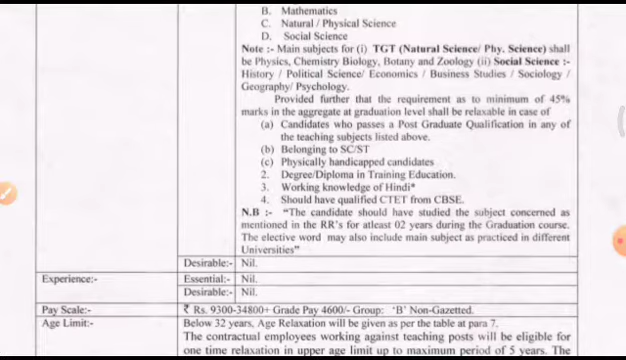 B. Mathematics
C. Natural / Physical Science
D. Social Science
Note :- Main subjects for (i) TGT (Natural Science/ Phy. Science) shall
be Physics, Chemistry Biology, Botany and Zoology (ii) Social Science :-
History / Political Science/ Economics / Business Studies / Sociology /
Geography/ Psychology.
Provided further that the requirement as to minimum of 45%
marks in the aggregate at graduation level shall be relaxable in case of
(a) Candidates who passes a Post Graduate Qualification in any of
the teaching subjects listed above.
(b) Belonging to SC/ST
(c) Physically handicapped candidates
2. Degree/Diploma in Training Education.
3. Working knowledge of Hindi*
4. Should have qualified CTET from CBSE.
N.B :- "The candidate should have studied the subject concerned as
mentioned in the RR's for atleast 02 years during the Graduation course.
The elective word may also include main subject as practiced in different
Universities"
Desirable:- Nil.
Experience:- Essential:- Nil.
Desirable:- Nil.
Pay Scale:- ₹ Rs. 9300-34800+ Grade Pay 4600/- Group: 'B' Non-Gazetted.
Age Limit:- Below 32 years, Age Relaxation will be given as per the table at para 7.
The contractual employees working against teaching posts will be eligible for
one time relaxation in upper age limit up to maximum period of 5 years. The